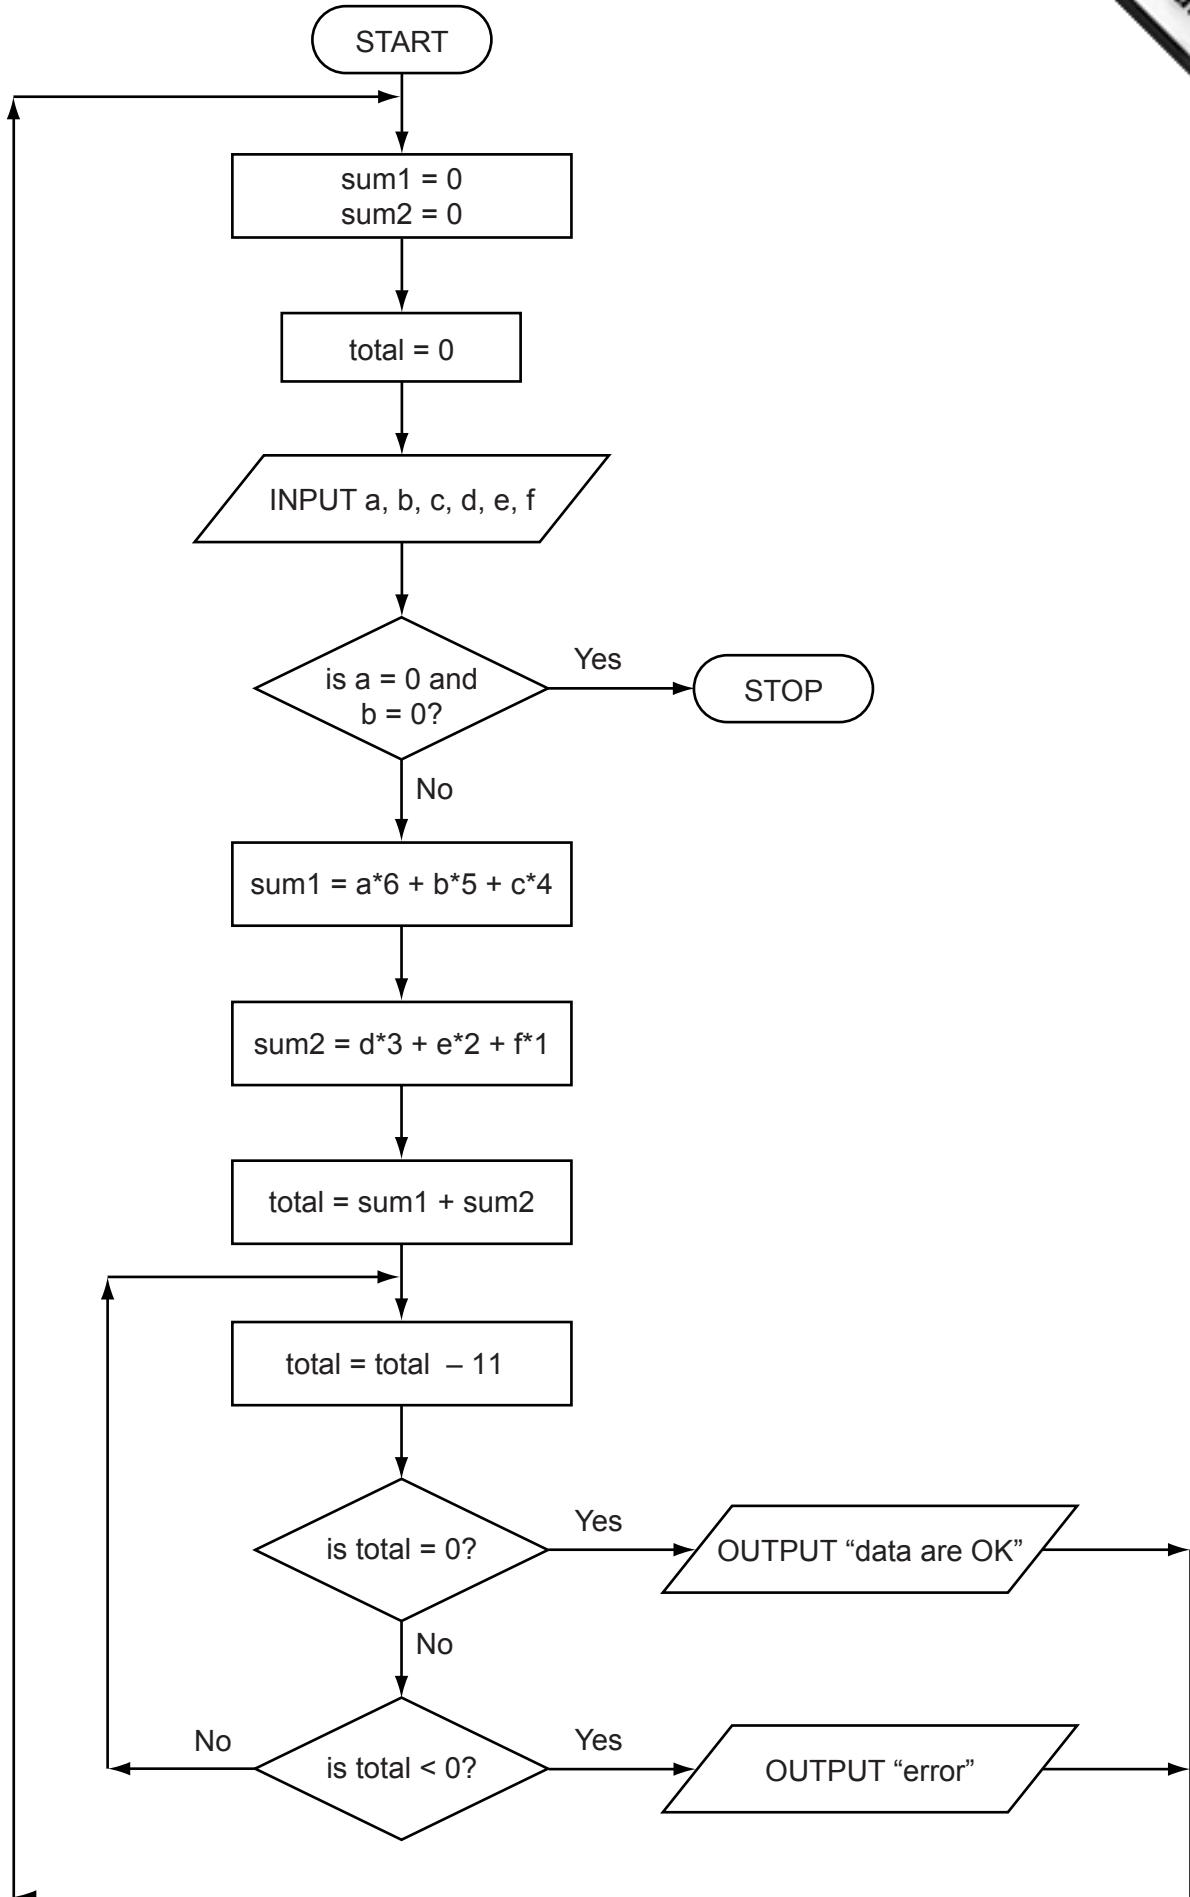 START
sum1 = 0
sum2 = 0
total = 0
INPUT a, b, c, d, e, f
is a = 0 and
b = 0?
Yes
STOP
No
sum1 = a*6 + b*5 + c*4
sum2 = d*3 + e*2 + f*1
total = sum1 + sum2
total = total – 11
is total = 0?
Yes
OUTPUT “data are OK”
No
is total < 0?
No
Yes
OUTPUT “error”